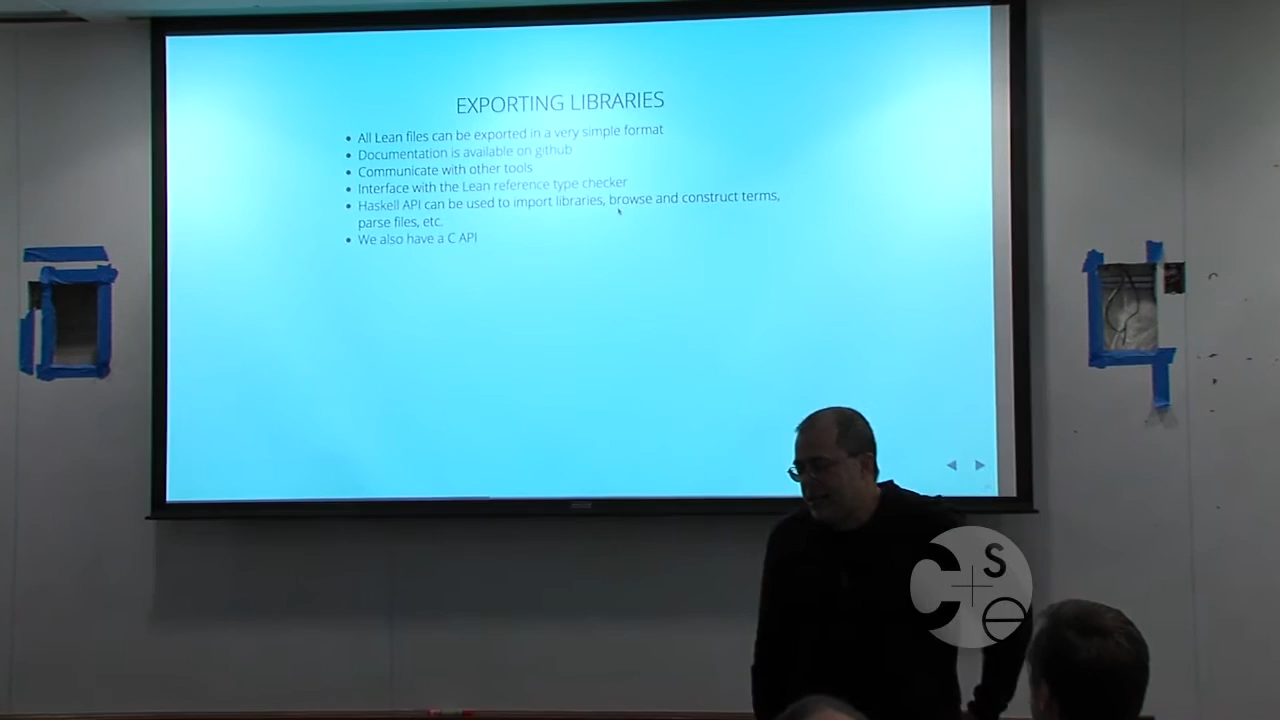 EXPORTING LIBRARIES
• All Lean files can be exported in a very simple format
• Documentation is available on github
• Communicate with other tools
• Interface with the Lean reference type checker
• Haskell API can be used to import libraries, browse and construct terms,
parse files, etc.
• We also have a C API
C s e